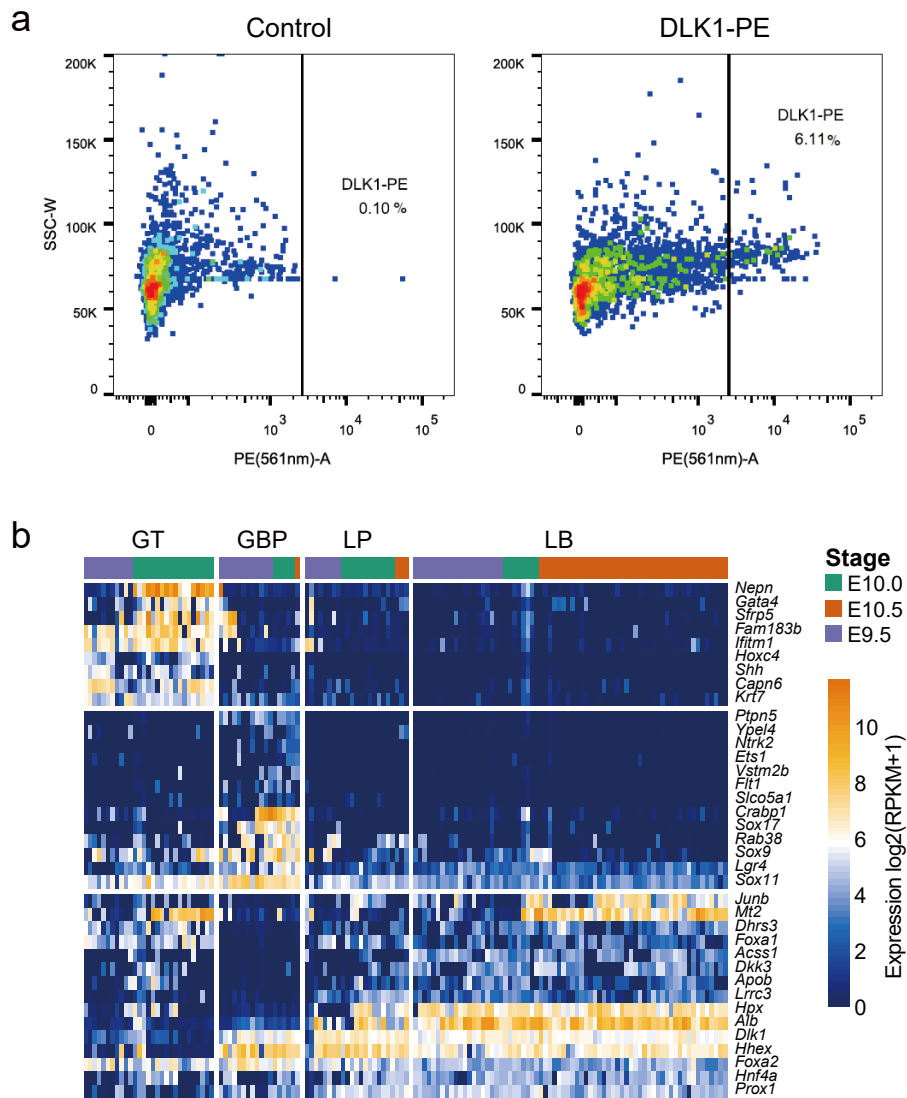 a
Control
DLK1-PE
200K
150K
100K
50K
0
SSC-W
DLK1-PE
0.10 %
0
10³
10⁴
10⁵
PE(561nm)-A
200K
150K
100K
50K
0
DLK1-PE
6.11%
0
10³
10⁴
10⁵
PE(561nm)-A
b
GT
GBP
LP
LB
Nepn
Gata4
Sfrp5
Fam183b
Ifitm1
Hoxc4
Shh
Capn6
Krt7
Ptpn5
Ypel4
Ntrk2
Ets1
Vstm2b
Flt1
Slco5a1
Crabp1
Sox17
Rab38
Sox9
Lgr4
Sox11
Junb
Mt2
Dhrs3
Foxa1
Acss1
Dkk3
Apob
Lrrc3
Hpx
Alb
Dlk1
Hhex
Foxa2
Hnf4a
Prox1
Stage
E10.0
E10.5
E9.5
10
8
6
4
2
0
Expression log2(RPKM+1)